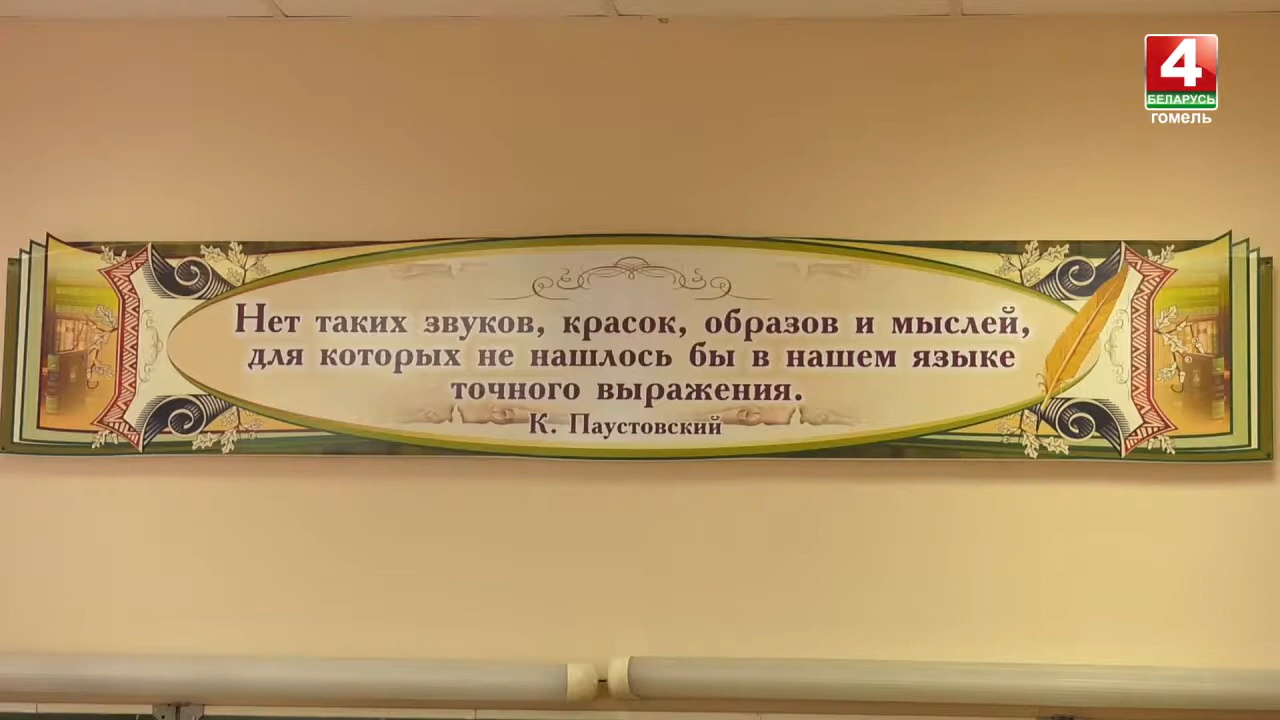 4
БЕЛАРУСЬ
гомель
Нет таких звуков, красок, образов и мыслей,
для которых не нашлось бы в нашем языке
точного выражения.
К. Паустовский